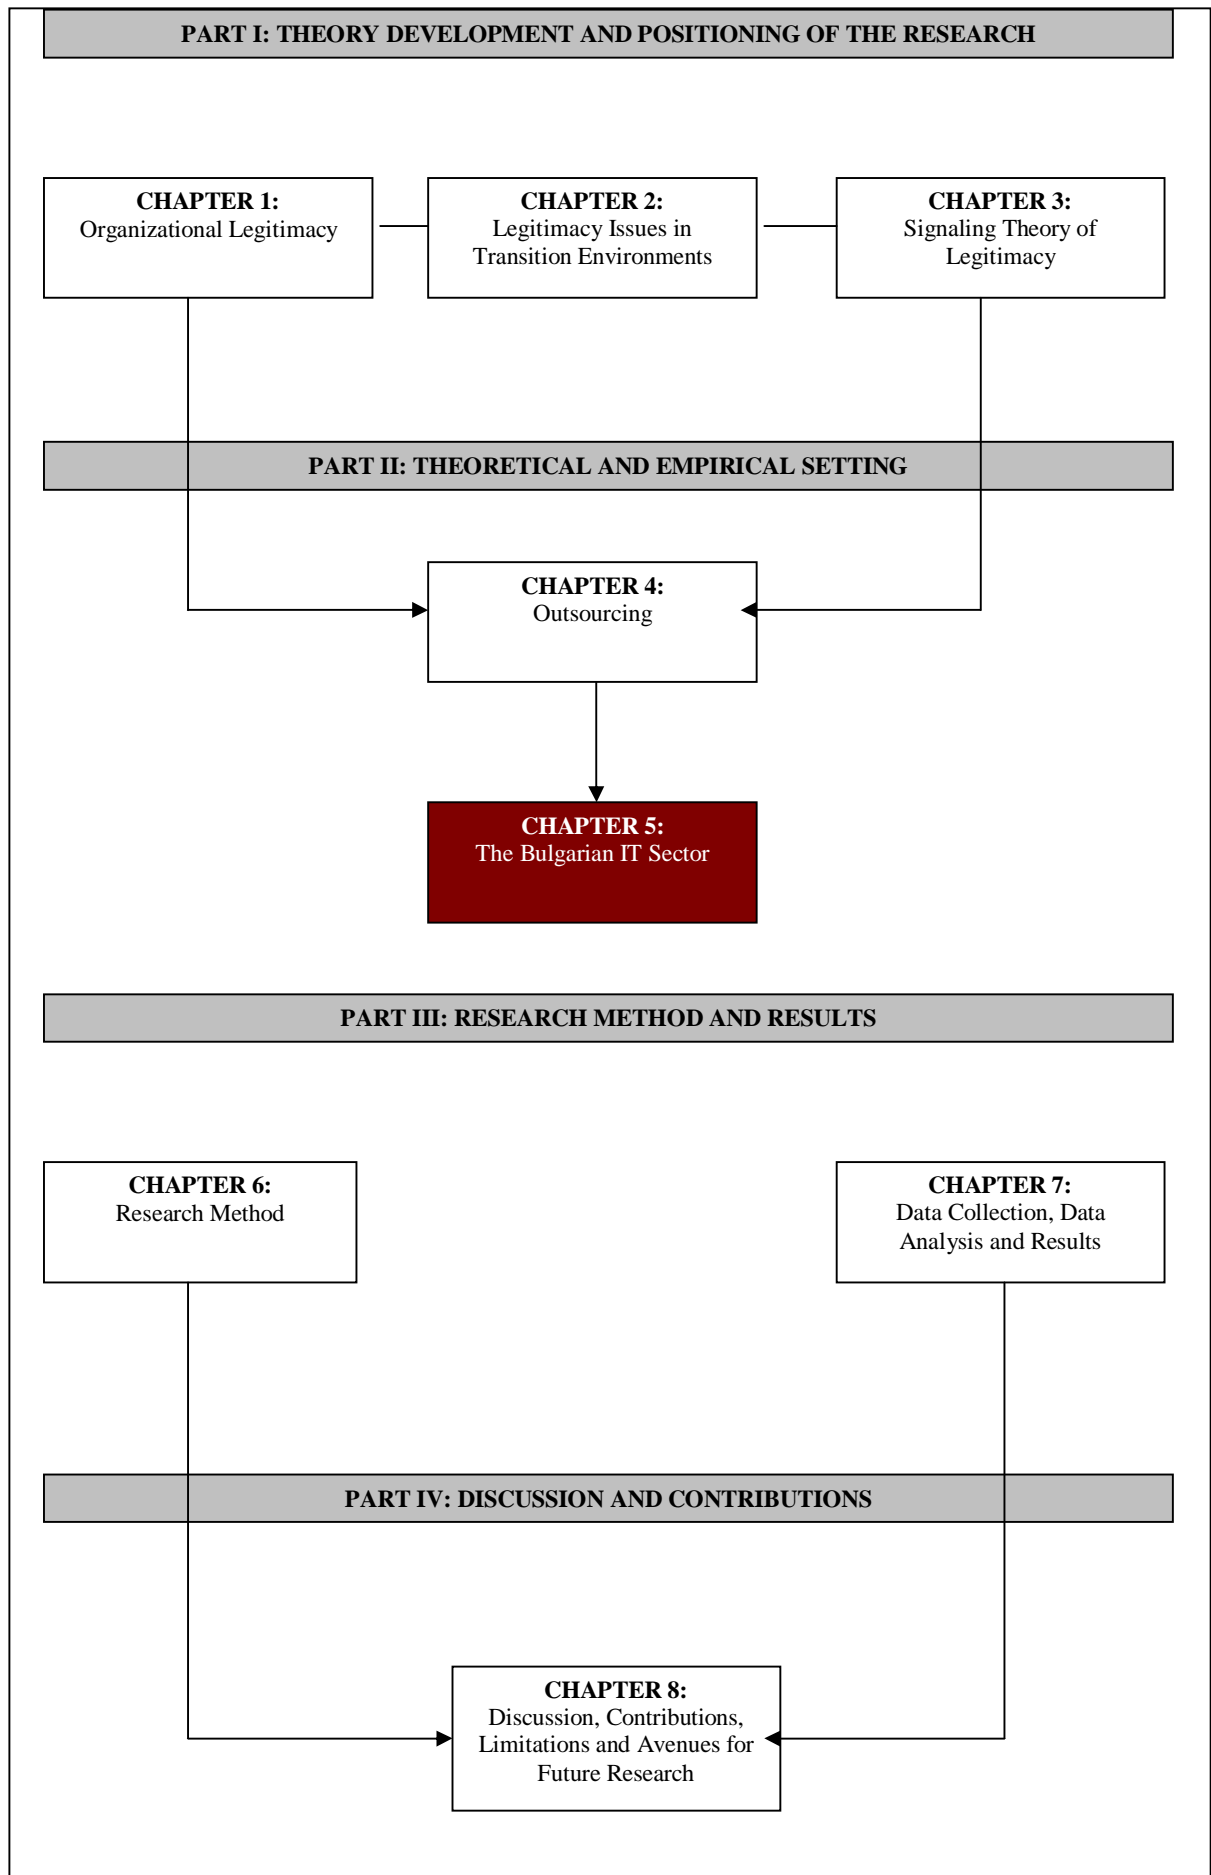 PART I: THEORY DEVELOPMENT AND POSITIONING OF THE RESEARCH
CHAPTER 1:
Organizational Legitimacy
CHAPTER 2:
Legitimacy Issues in
Transition Environments
CHAPTER 3:
Signaling Theory of
Legitimacy
PART II: THEORETICAL AND EMPIRICAL SETTING
CHAPTER 4:
Outsourcing
CHAPTER 5:
The Bulgarian IT Sector
PART III: RESEARCH METHOD AND RESULTS
CHAPTER 6:
Research Method
CHAPTER 7:
Data Collection, Data
Analysis and Results
PART IV: DISCUSSION AND CONTRIBUTIONS
CHAPTER 8:
Discussion, Contributions,
Limitations and Avenues for
Future Research